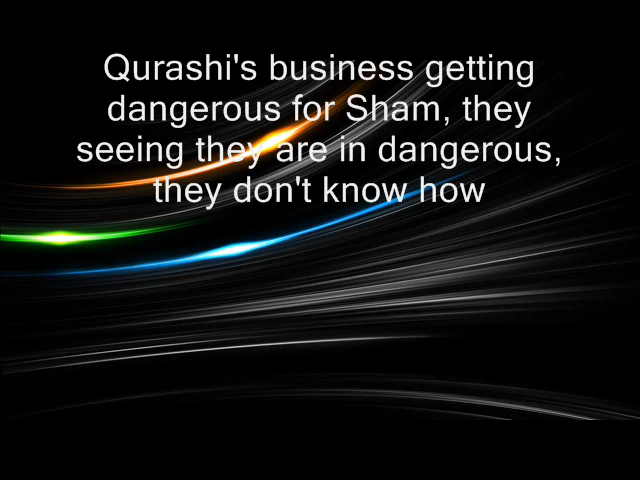 Qurashi's business getting
dangerous for Sham, they
seeing they are in dangerous,
they don't know how